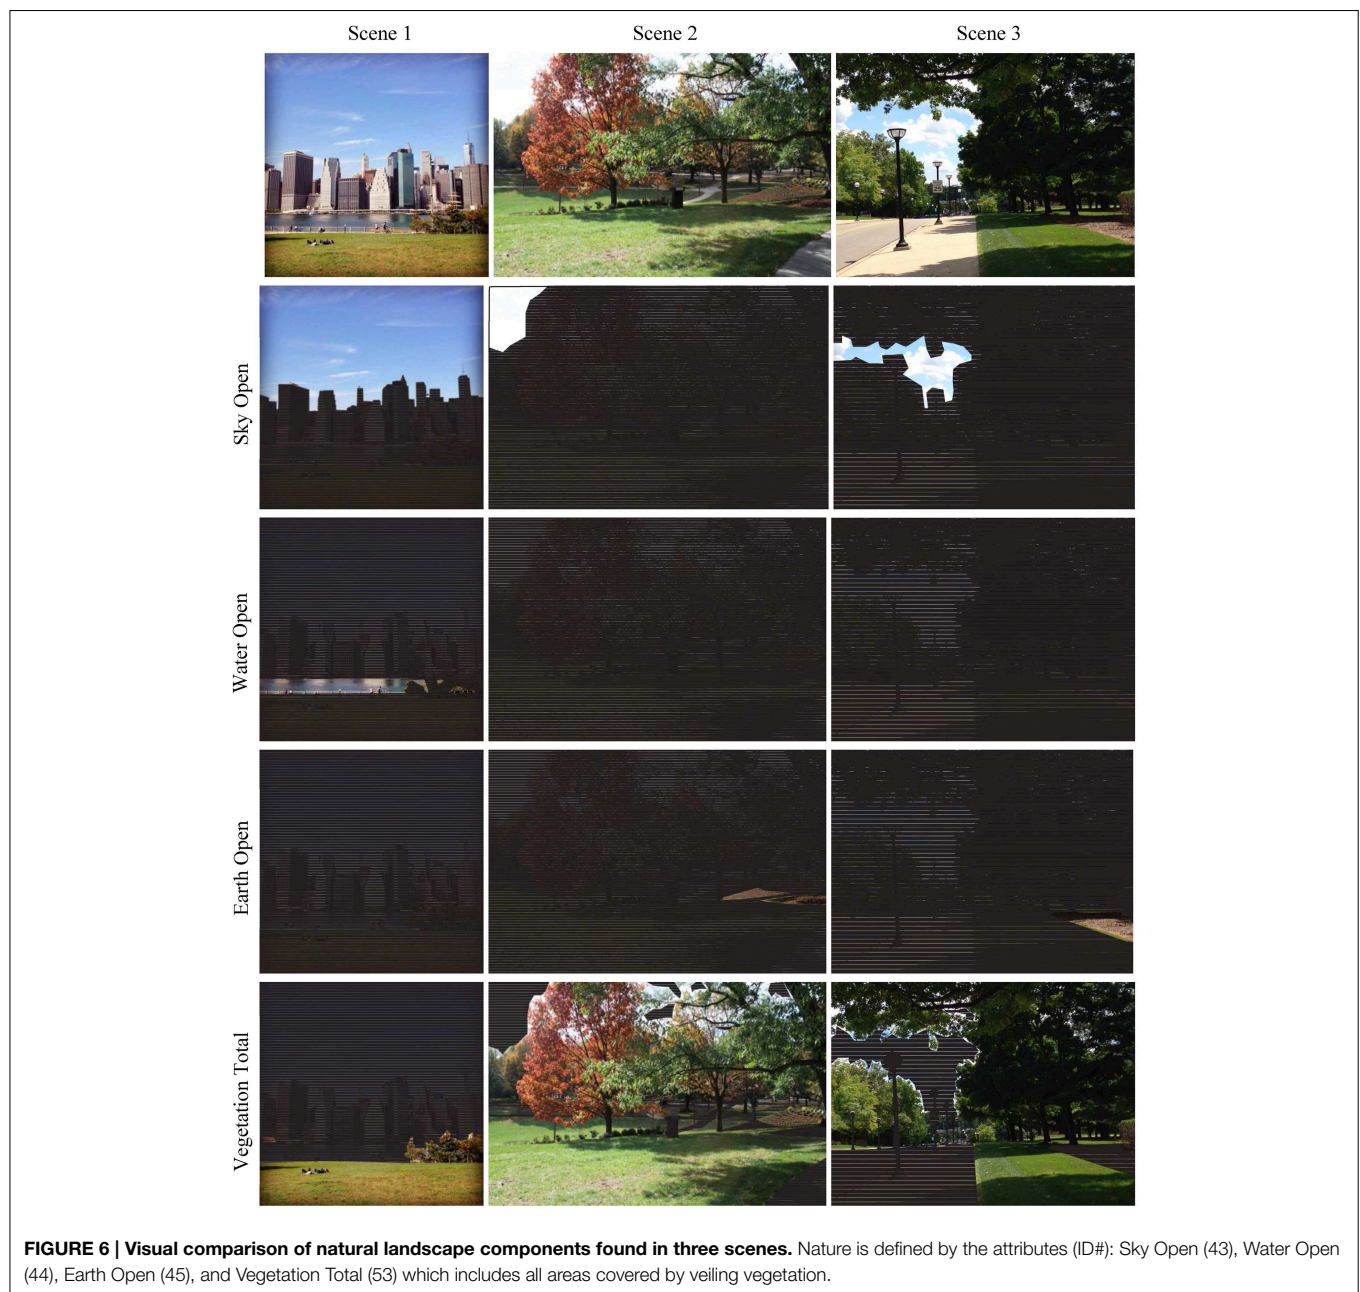 Scene 1
Scene 2
Scene 3
Sky Open
Water Open
Earth Open
Vegetation Total
FIGURE 6 | Visual comparison of natural landscape components found in three scenes. Nature is defined by the attributes (ID#): Sky Open (43), Water Open
(44), Earth Open (45), and Vegetation Total (53) which includes all areas covered by veiling vegetation.